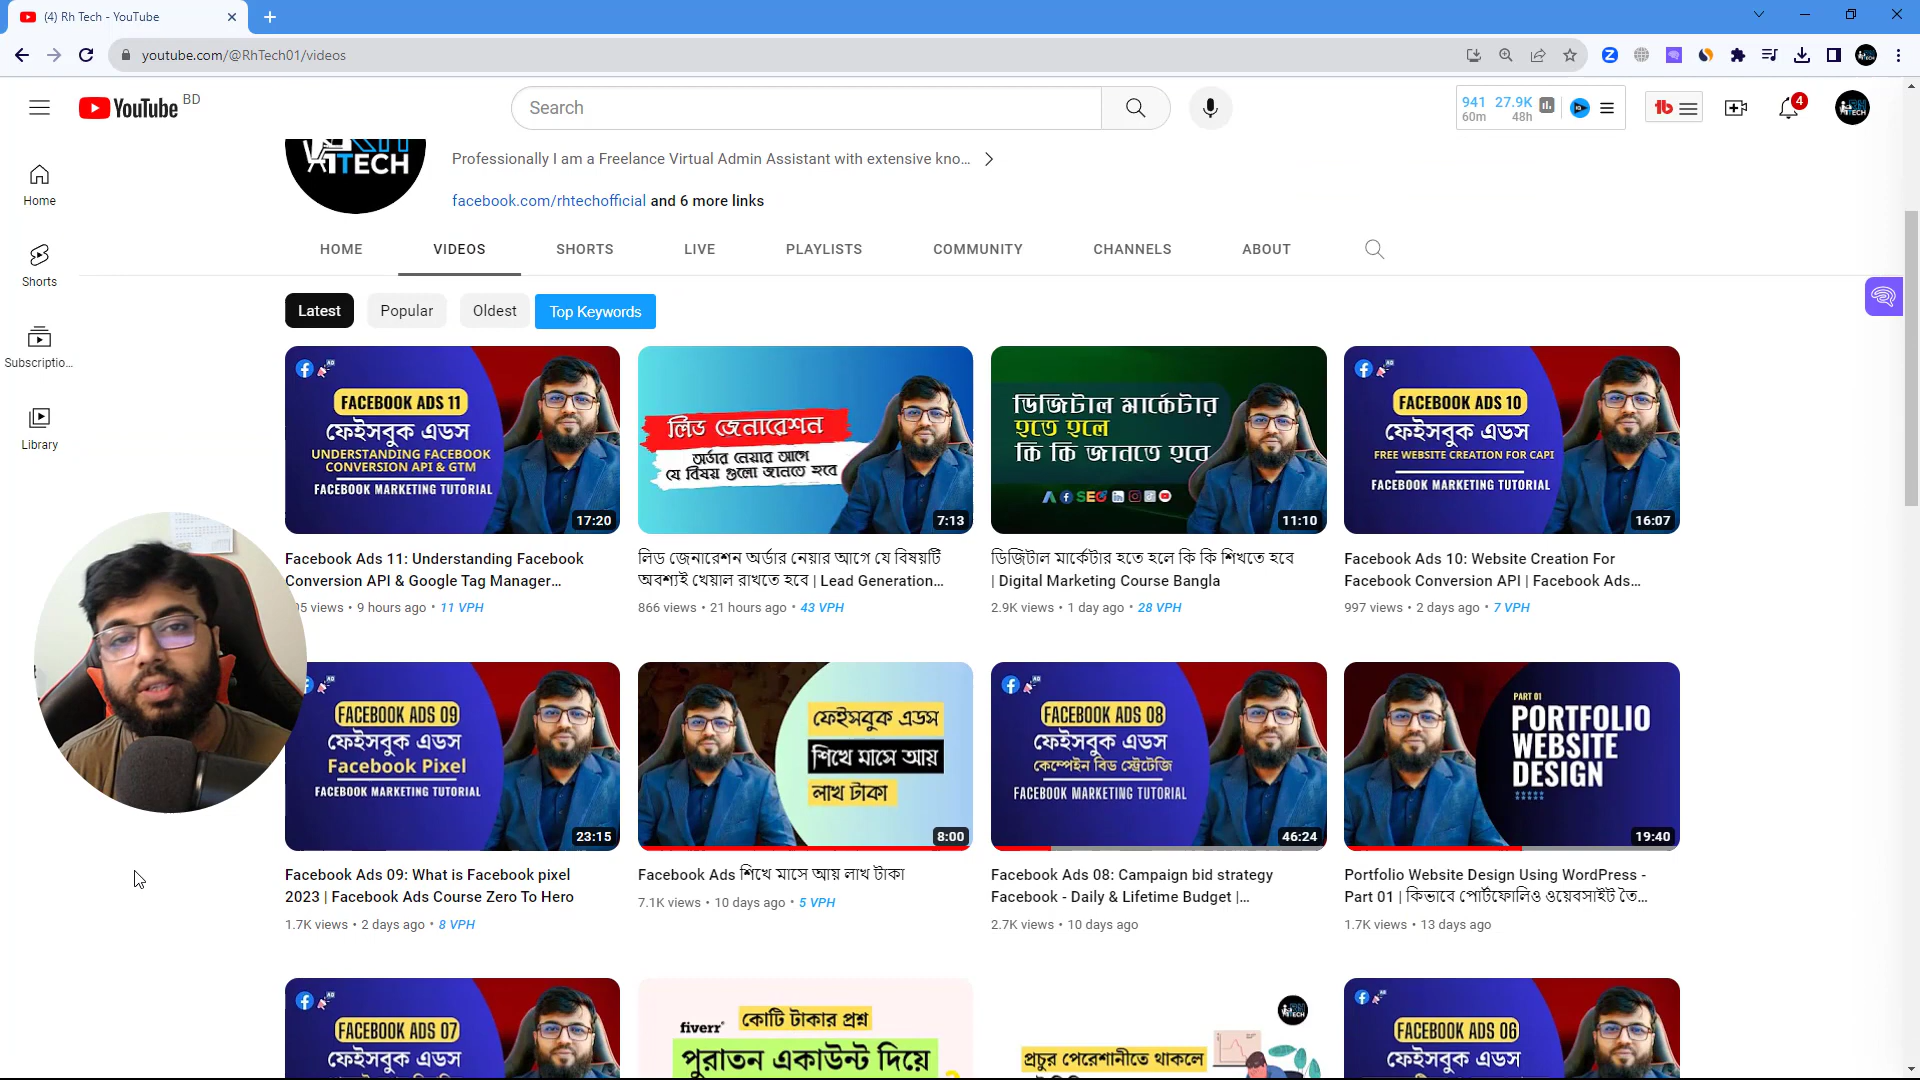 (4) Rh Tech - YouTube
youtube.com/@RhTech01/videos
YouTube BD
Search
941 27.9K
60m 48h
4
TECH
Professionally I am a Freelance Virtual Admin Assistant with extensive kno...
facebook.com/rhtechofficial and 6 more links
Home
Shorts
Subscriptio...
Library
HOME VIDEOS SHORTS LIVE PLAYLISTS COMMUNITY CHANNELS ABOUT
Latest Popular Oldest Top Keywords
FACEBOOK ADS 11
ফেইসবুক এডস
UNDERSTANDING FACEBOOK
CONVERSION API & GTM
FACEBOOK MARKETING TUTORIAL
17:20
লিড জেনারেশন
অর্ডার নেয়ার আগে
যে বিষয় গুলো জানতে হবে
7:13
ডিজিটাল মার্কেটার
হতে হলে
কি কি জানতে হবে
SEO
11:10
FACEBOOK ADS 10
ফেইসবুক এডস
FREE WEBSITE CREATION FOR CAPI
FACEBOOK MARKETING TUTORIAL
16:07
Facebook Ads 11: Understanding Facebook
Conversion API & Google Tag Manager...
05 views • 9 hours ago • 11 VPH
লিড জেনারেশন অর্ডার নেয়ার আগে যে বিষয়টি
অবশ্যই খেয়াল রাখতে হবে | Lead Generation...
866 views • 21 hours ago • 43 VPH
ডিজিটাল মার্কেটার হতে হলে কি কি শিখতে হবে
| Digital Marketing Course Bangla
2.9K views • 1 day ago • 28 VPH
Facebook Ads 10: Website Creation For
Facebook Conversion API | Facebook Ads...
997 views • 2 days ago • 7 VPH
FACEBOOK ADS 09
ফেইসবুক এডস
Facebook Pixel
FACEBOOK MARKETING TUTORIAL
23:15
ফেইসবুক এডস
শিখে মাসে আয়
লাখ টাকা
8:00
FACEBOOK ADS 08
ফেইসবুক এডস
কেম্পেইন বিড স্ট্রেটেজি
FACEBOOK MARKETING TUTORIAL
46:24
PART 01
PORTFOLIO
WEBSITE
DESIGN
19:40
Facebook Ads 09: What is Facebook pixel
2023 | Facebook Ads Course Zero To Hero
1.7K views • 2 days ago • 8 VPH
Facebook Ads শিখে মাসে আয় লাখ টাকা
7.1K views • 10 days ago • 5 VPH
Facebook Ads 08: Campaign bid strategy
Facebook - Daily & Lifetime Budget |...
2.7K views • 10 days ago
Portfolio Website Design Using WordPress -
Part 01 | কিভাবে পোর্টফোলিও ওয়েবসাইট তৈ...
1.7K views • 13 days ago
FACEBOOK ADS 07
ফেইসবুক এডস
fiverr কোটি টাকার প্রশ্ন
পুরাতন একাউন্ট দিয়ে
প্রচুর পেরেশানীতে থাকলে
FACEBOOK ADS 06
ফেইসবুক এডস